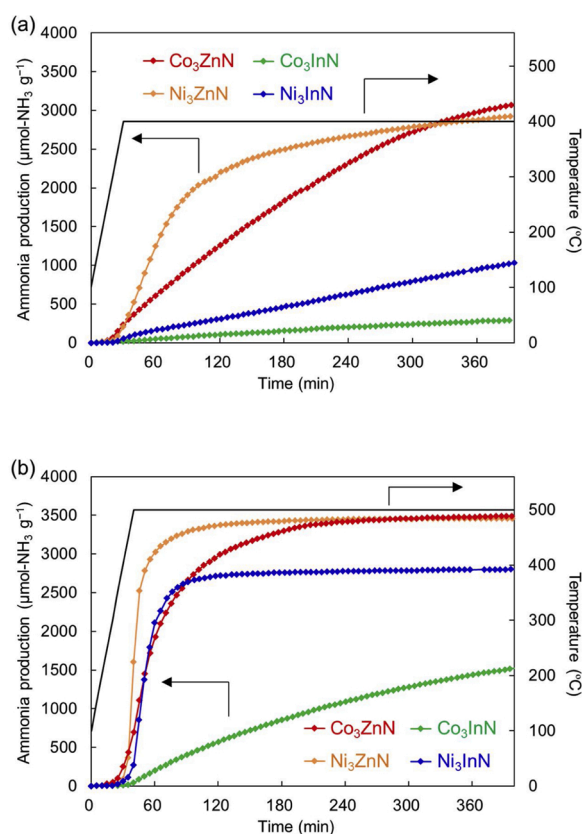 (a)
4000
3500
3000
2500
2000
1500
1000
500
0
Ammonia production (μmol-NH₃ g⁻¹)
Co₃ZnN
Co₃InN
Ni₃ZnN
Ni₃InN
500
400
300
200
100
0
Temperature (ºC)
0 60 120 180 240 300 360
Time (min)
(b)
4000
3500
3000
2500
2000
1500
1000
500
0
Ammonia production (μmol-NH₃ g⁻¹)
500
400
300
200
100
0
Temperature (ºC)
Co₃ZnN
Co₃InN
Ni₃ZnN
Ni₃InN
0 60 120 180 240 300 360
Time (min)